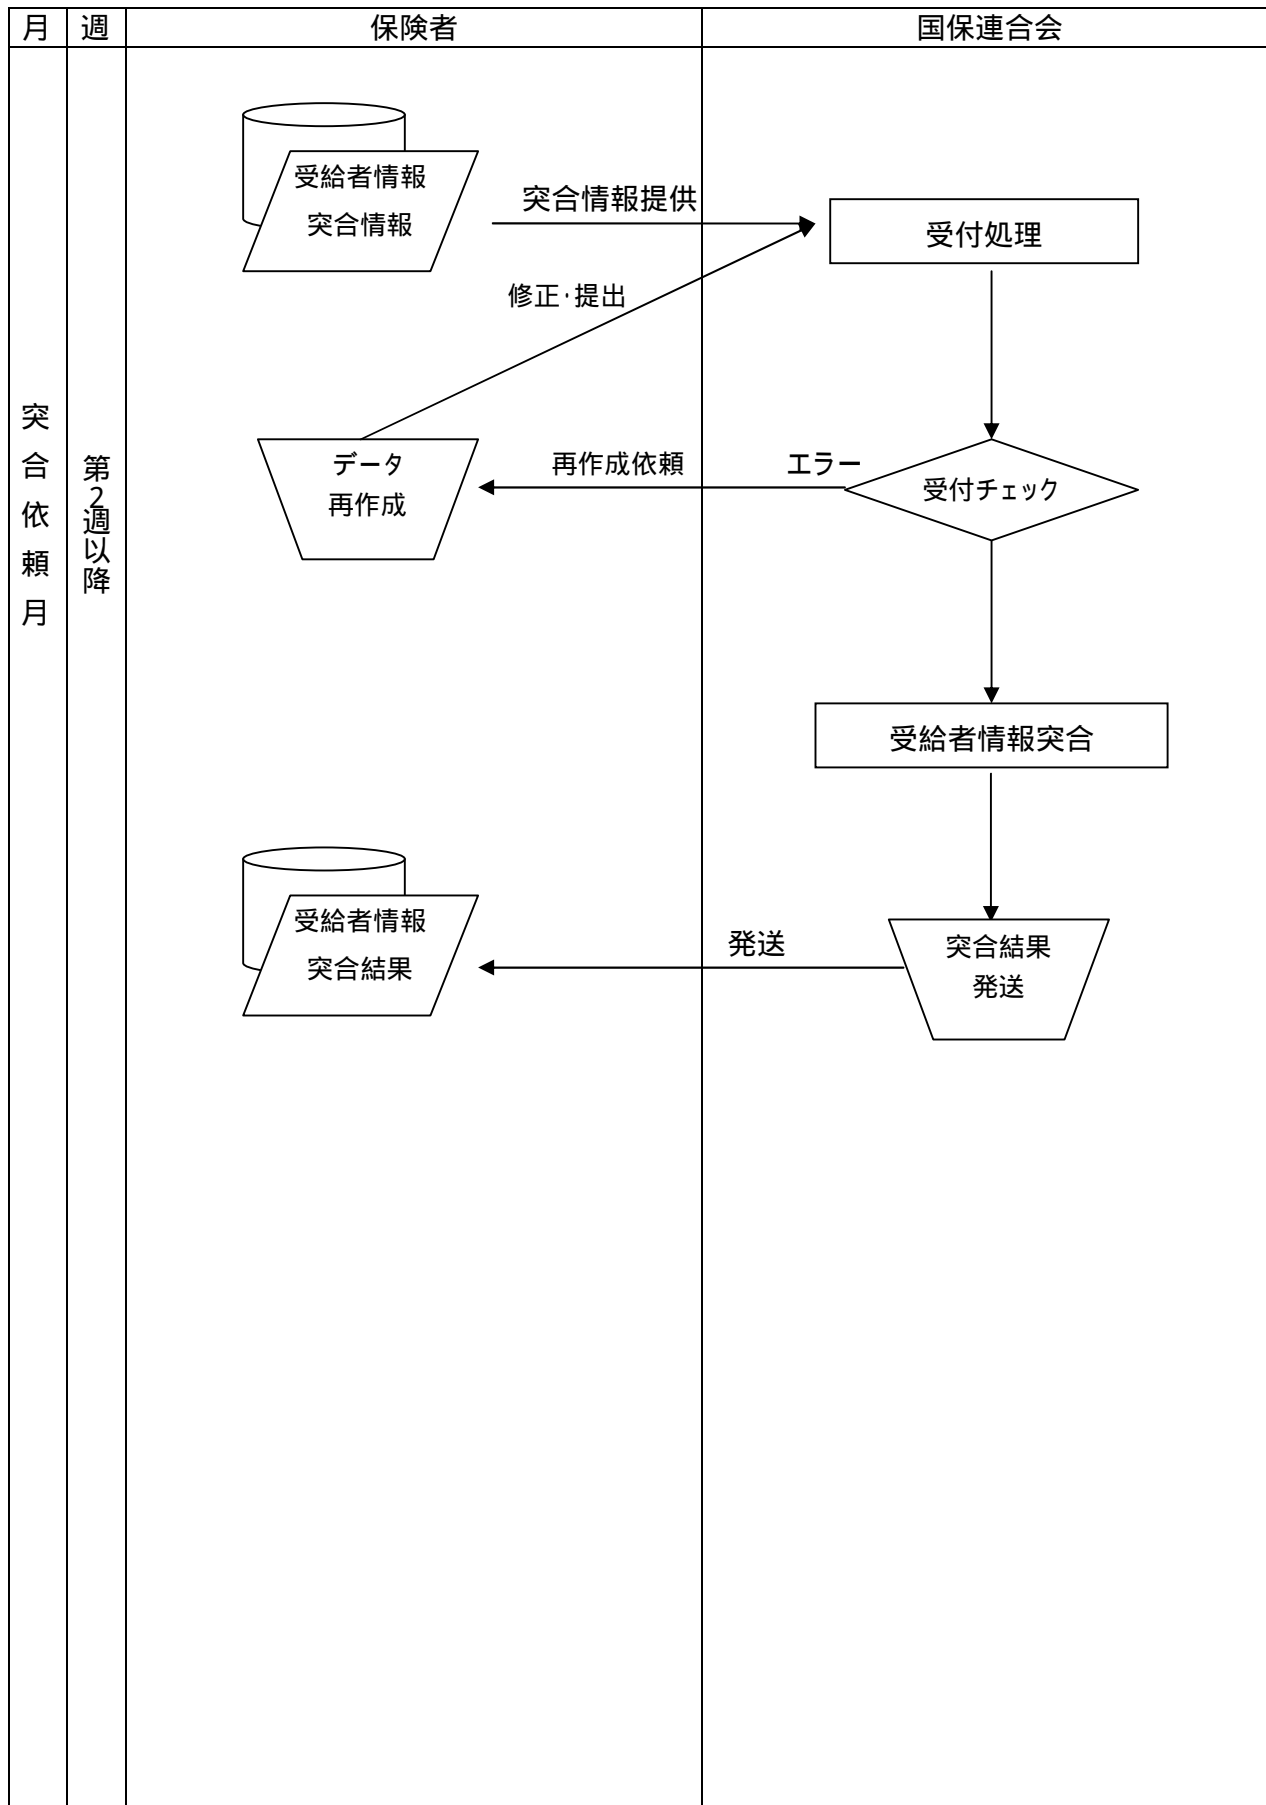 月 週 保険者 国保連合会
受給者情報
突合情報
突合情報提供
受付処理
修正・提出
突合依頼月
第2週以降
データ
再作成
再作成依頼
エラー
受付チェック
受給者情報突合
受給者情報
突合結果
発送
突合結果
発送